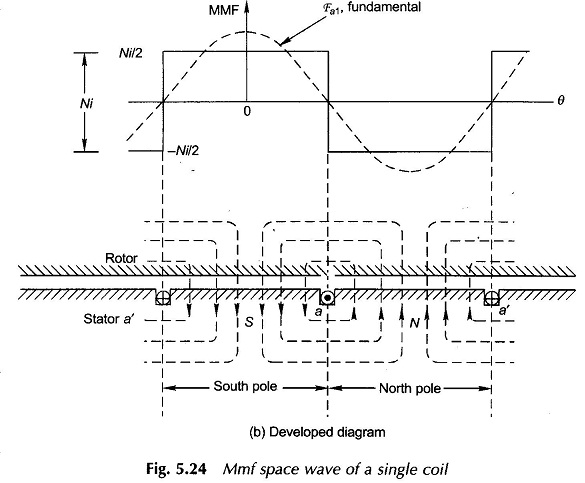 MMF
𝓕a1, fundamental
Ni/2
Ni
0
θ
–Ni/2
Rotor
Stator a′
S
a
N
a′
South pole
North pole
(b) Developed diagram
Fig. 5.24 Mmf space wave of a single coil